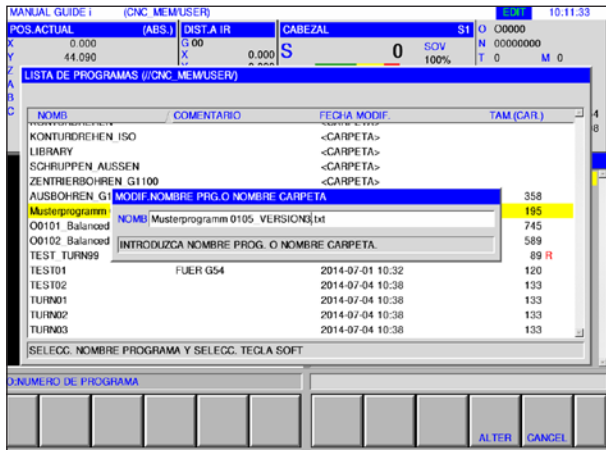 MANUAL GUIDE i (CNC_MEM/USER) EDIT 10:11:33
POS.ACTUAL (ABS.) DIST.A IR CABEZAL S1 O O0000
X 0.000 G 00 S 0 SOV 100% N 00000000
Y 44.090 X 0.000 T 0 M 0
Z
LISTA DE PROGRAMAS (//CNC_MEM/USER/)
A
B
C
NOMB COMENTARIO FECHA MODIF. TAM.(CAR.)
KONTURDREHEN_ISO <CARPETA>
LIBRARY <CARPETA>
SCHRUPPEN_AUSSEN <CARPETA>
ZENTRIERBOHREN_G1100 <CARPETA>
AUSBOHREN_G1 358
MODIF.NOMBRE PRG.O NOMBRE CARPETA
Musterprogramm 195
NOMB Musterprogramm 0105_VERSION3.txt
O0101_Balanced 745
O0102_Balanced 589
INTRODUZCA NOMBRE PROG. O NOMBRE CARPETA.
TEST_TURN99 89 R
TEST01 FUER G54 2014-07-01 10:32 120
TEST02 2014-07-04 10:38 133
TURN01 2014-07-04 10:38 133
TURN02 2014-07-04 10:38 133
TURN03 2014-07-04 10:38 133
SELECC. NOMBRE PROGRAMA Y SELECC. TECLA SOFT
O:NUMERO DE PROGRAMA
ALTER CANCEL